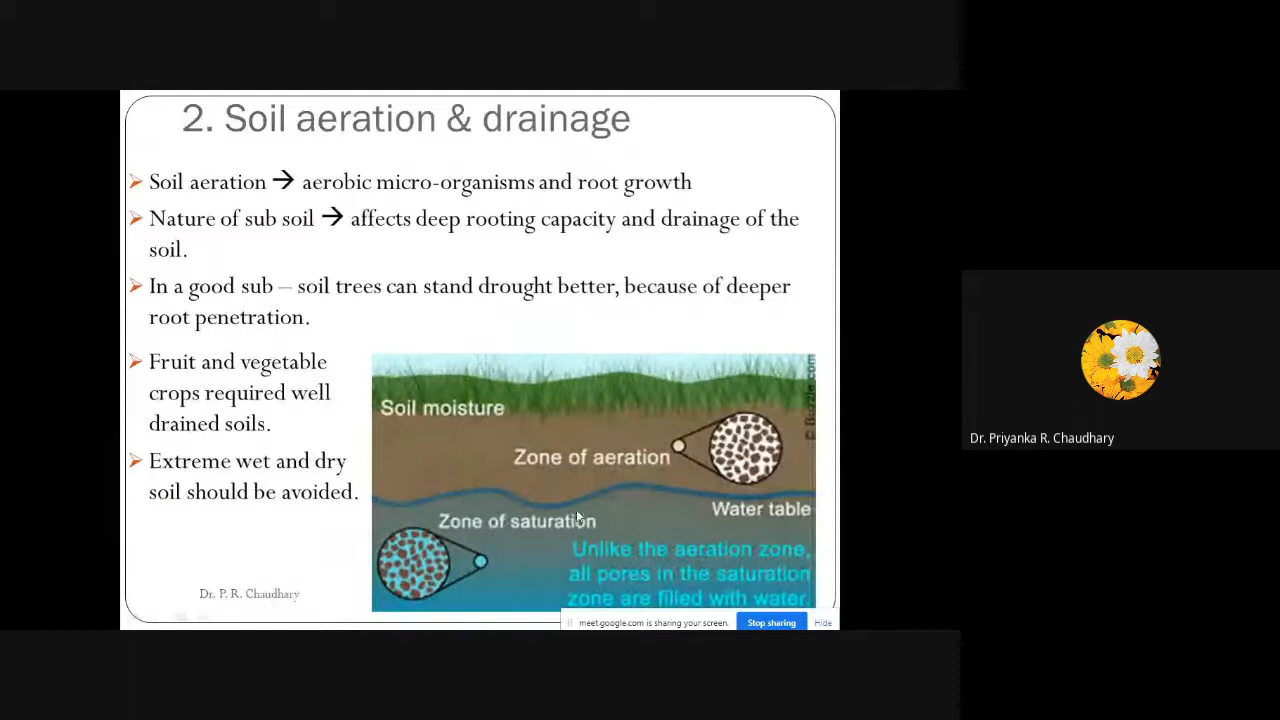 2. Soil aeration & drainage
➢ Soil aeration → aerobic micro-organisms and root growth
➢ Nature of sub soil → affects deep rooting capacity and drainage of the
soil.
➢ In a good sub – soil trees can stand drought better, because of deeper
root penetration.
➢ Fruit and vegetable
crops required well
drained soils.
➢ Extreme wet and dry
soil should be avoided.
Soil moisture
Zone of aeration
Water table
Zone of saturation
Unlike the aeration zone,
all pores in the saturation
zone are filled with water.
© Buzzle.com
Dr. P. R. Chaudhary
meet.google.com is sharing your screen.
Stop sharing
Hide
Dr. Priyanka R. Chaudhary